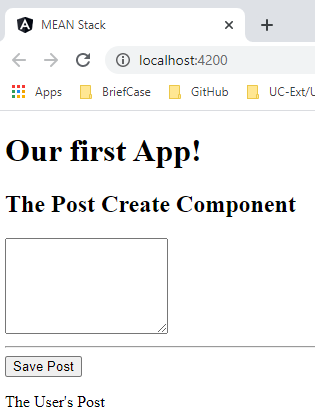 MEAN Stack
localhost:4200
Apps BriefCase GitHub UC-Ext/U
Our first App!
The Post Create Component
Save Post
The User's Post